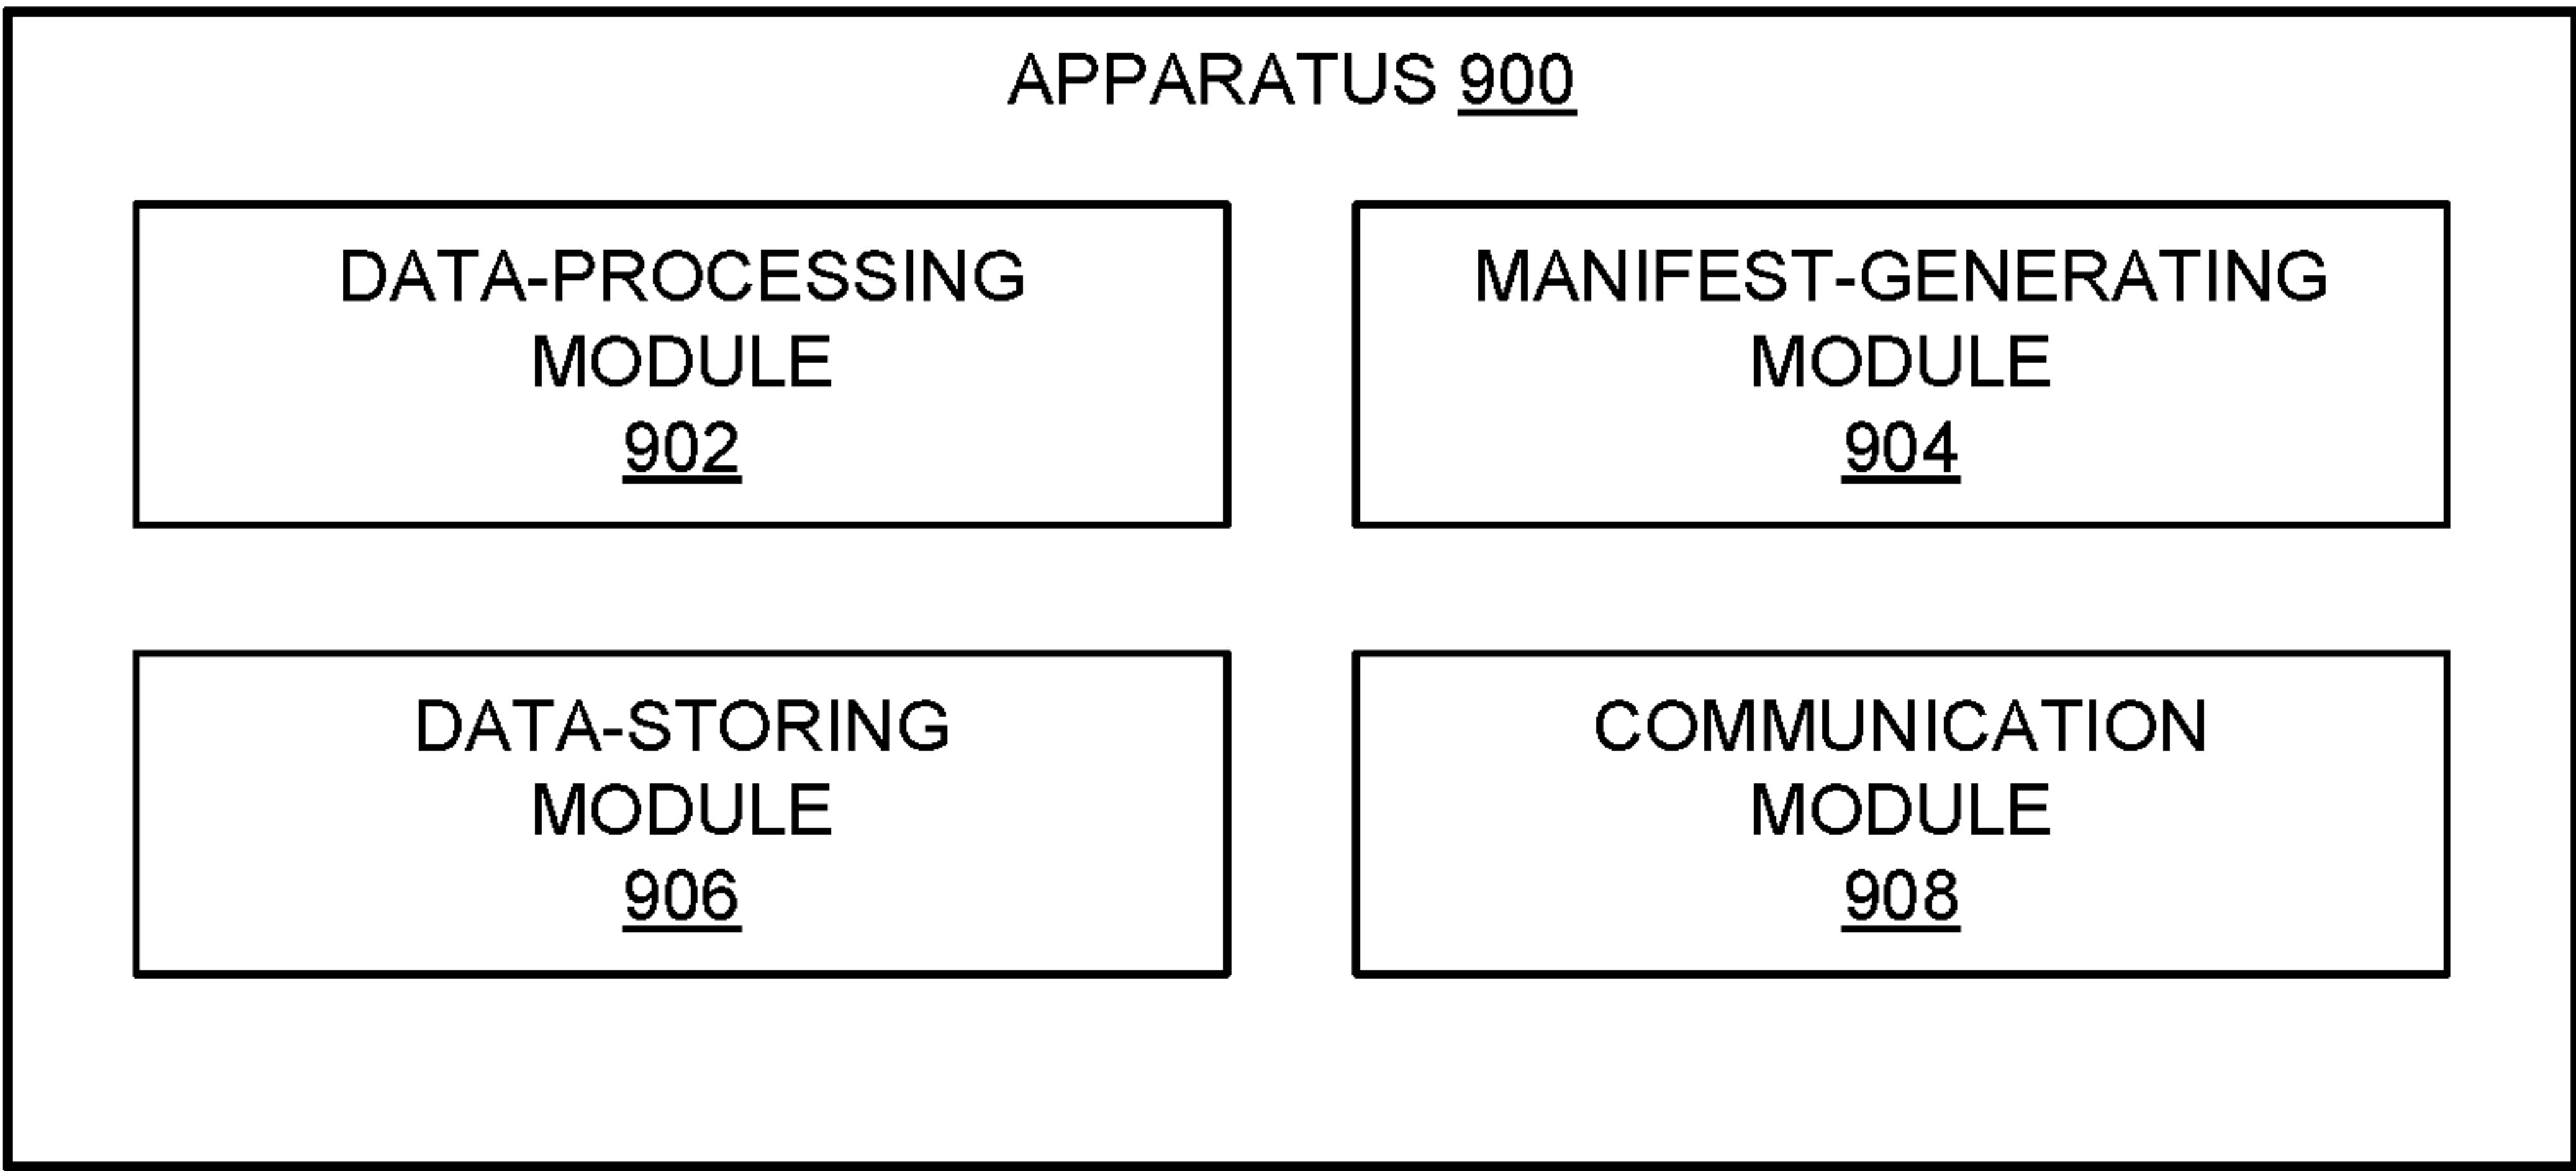 APPARATUS 900
DATA-PROCESSING
MODULE
902
MANIFEST-GENERATING
MODULE
904
DATA-STORING
MODULE
906
COMMUNICATION
MODULE
908